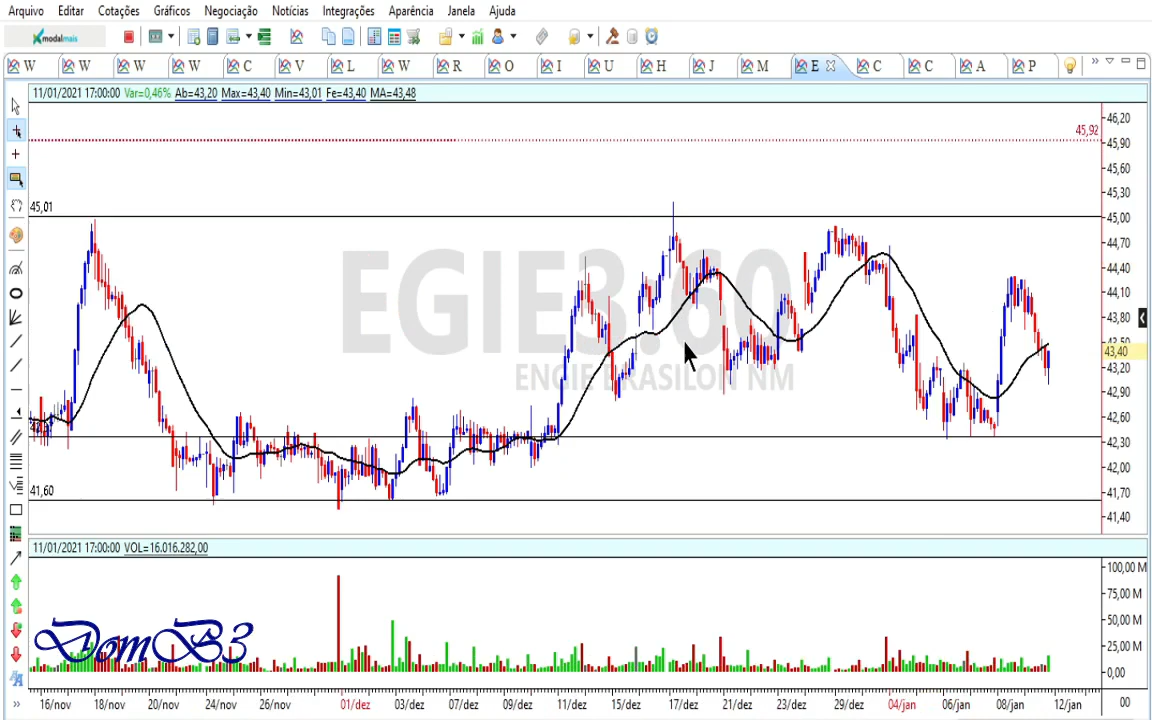 Arquivo Editar Cotações Gráficos Negociação Notícias Integrações Aparência Janela Ajuda
modalmais
W W W W C V L W R O I U H J M E C C A P
11/01/2021 17:00:00 Var=0,46% Ab=43,20 Max=43,40 Min=43,01 Fe=43,40 MA=43,48
46,20
45,92
45,90
45,60
45,30
45,01
45,00
44,70
44,40
44,10
EGIE3:60
43,80
43,40
43,20
ENGIE BRASILON NM
42,90
42,60
42,30
42,00
41,60
41,70
41,40
11/01/2021 17:00:00 VOL=16.016.282,00
100,00 M
75,00 M
50,00 M
25,00 M
0,00
DomB3
16/nov 18/nov 20/nov 24/nov 26/nov 01/dez 03/dez 07/dez 09/dez 11/dez 15/dez 17/dez 21/dez 23/dez 29/dez 04/jan 06/jan 08/jan 12/jan 00